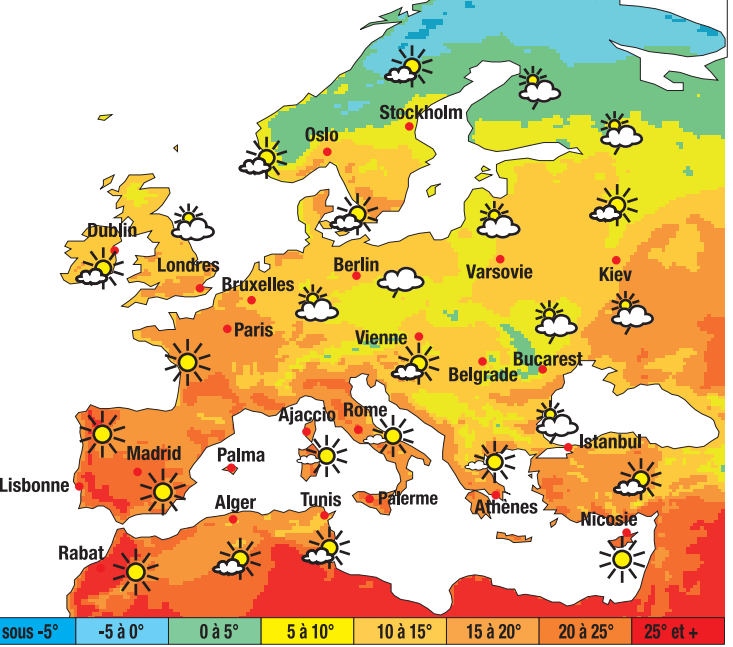 Stockholm
Oslo
Dublin
Londres
Berlin
Varsovie
Kiev
Bruxelles
Paris
Vienne
Bucarest
Belgrade
Ajaccio
Rome
Istanbul
Madrid
Palma
Lisbonne
Alger
Tunis
Palerme
Athènes
Nicosie
Rabat
sous -5° -5 à 0° 0 à 5° 5 à 10° 10 à 15° 15 à 20° 20 à 25° 25° et +